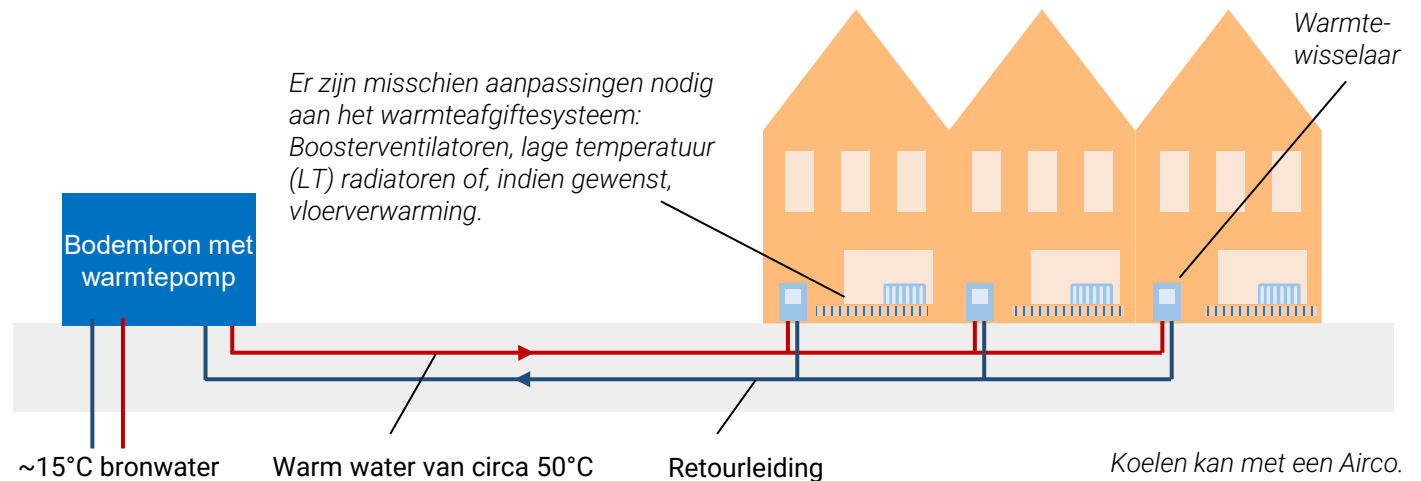 Warmte-
wisselaar
Er zijn misschien aanpassingen nodig
aan het warmteafgiftesysteem:
Boosterventilatoren, lage temperatuur
(LT) radiatoren of, indien gewenst,
vloerverwarming.
Bodembron met
warmtepomp
~15°C bronwater
Warm water van circa 50°C
Retourleiding
Koelen kan met een Airco.